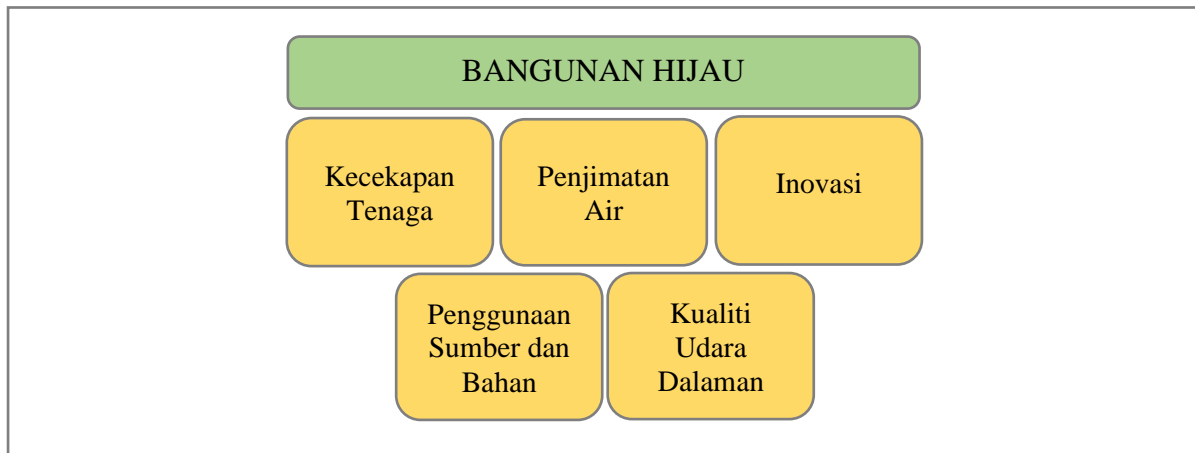 BANGUNAN HIJAU
Kecekapan
Tenaga
Penjimatan
Air
Inovasi
Penggunaan
Sumber dan
Bahan
Kualiti
Udara
Dalaman